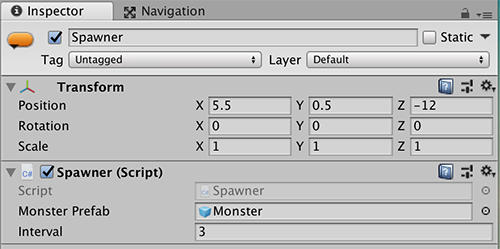 Inspector Navigation
Spawner Static
Tag Untagged Layer Default
Transform
Position X 5.5 Y 0.5 Z -12
Rotation X 0 Y 0 Z 0
Scale X 1 Y 1 Z 1
C# Spawner (Script)
Script C# Spawner
Monster Prefab Monster
Interval 3